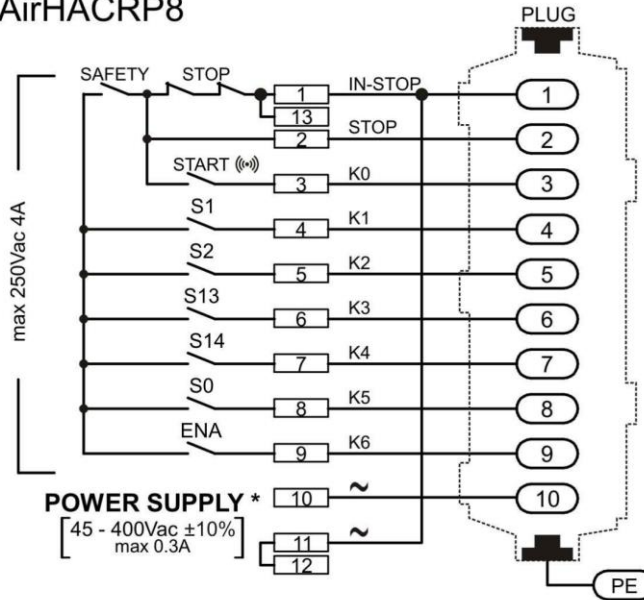 AirHACRP8
PLUG
SAFETY STOP
1 IN-STOP 1
13
2 STOP 2
START 3 K0 3
S1 4 K1 4
S2 5 K2 5
S13 6 K3 6
S14 7 K4 7
S0 8 K5 8
ENA 9 K6 9
max 250Vac 4A
POWER SUPPLY * 10 ~ 10
45 - 400Vac ±10%
max 0.3A
11 ~
12
PE